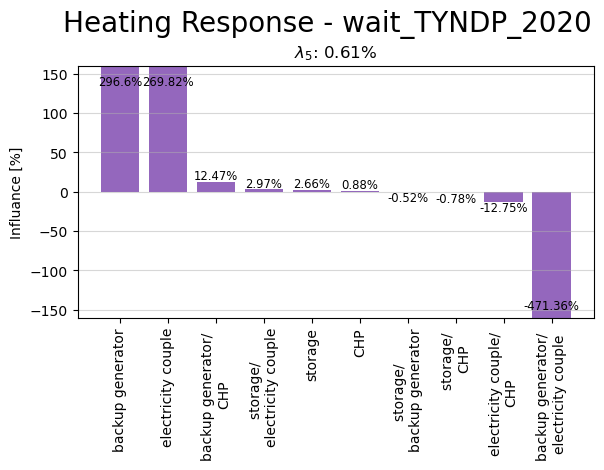 Heating Response - wait_TYNDP_2020
λ5: 0.61%
Influance [%]
150
100
50
0
−50
−100
−150
296.6%
269.82%
12.47%
2.97%
2.66%
0.88%
-0.52%
-0.78%
-12.75%
-471.36%
backup generator
electricity couple
backup generator/
CHP
storage/
electricity couple
storage
CHP
storage/
backup generator
storage/
CHP
electricity couple/
CHP
backup generator/
electricity couple